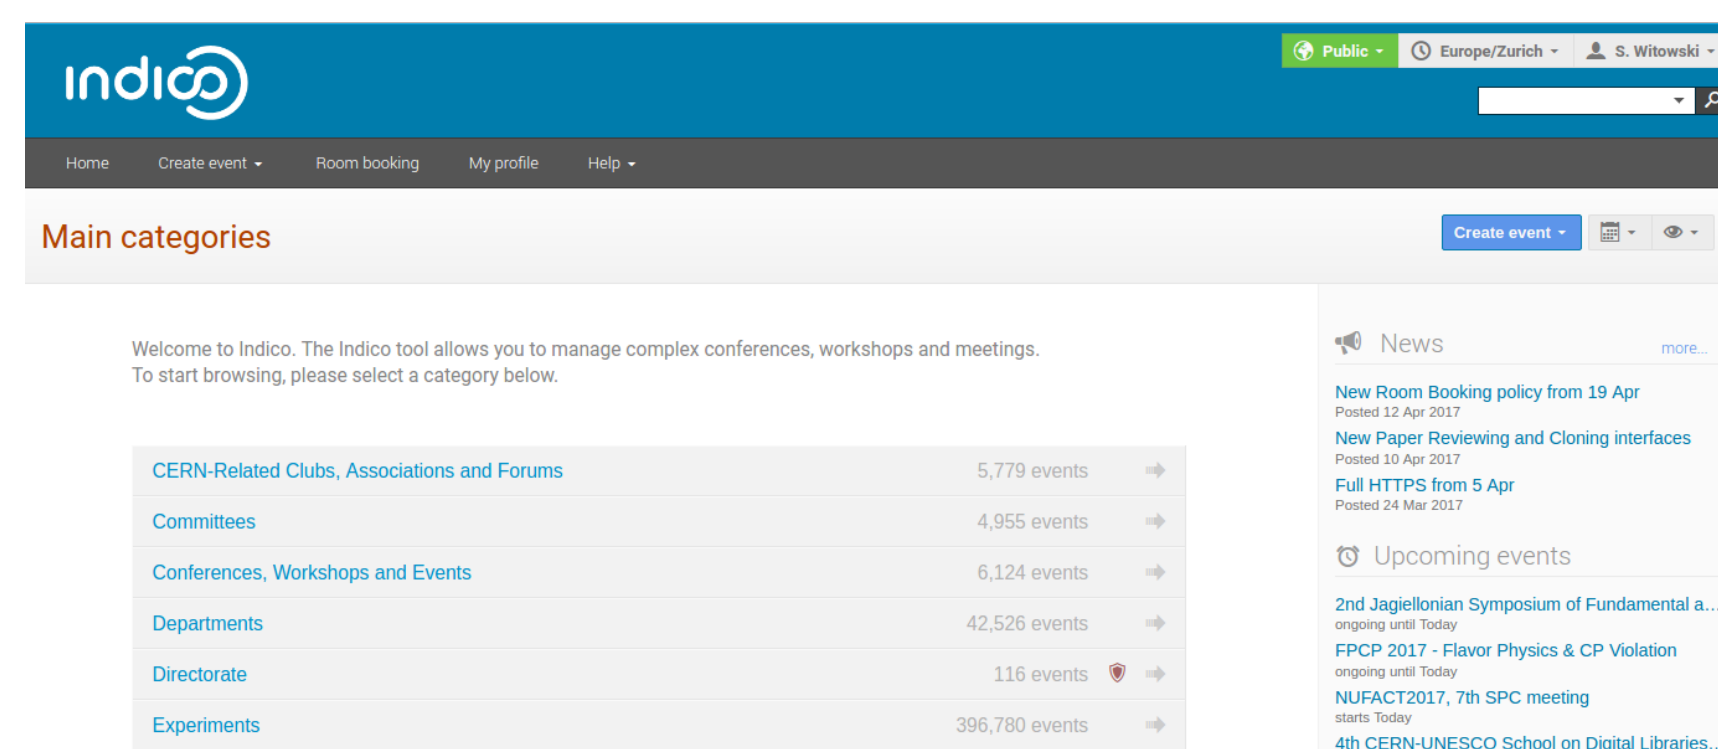 indico
Public
Europe/Zurich
S. Witowski
Home Create event Room booking My profile Help
Main categories
Create event
Welcome to Indico. The Indico tool allows you to manage complex conferences, workshops and meetings.
To start browsing, please select a category below.
CERN-Related Clubs, Associations and Forums 5,779 events
Committees 4,955 events
Conferences, Workshops and Events 6,124 events
Departments 42,526 events
Directorate 116 events
Experiments 396,780 events
News more...
New Room Booking policy from 19 Apr
Posted 12 Apr 2017
New Paper Reviewing and Cloning interfaces
Posted 10 Apr 2017
Full HTTPS from 5 Apr
Posted 24 Mar 2017
Upcoming events
2nd Jagiellonian Symposium of Fundamental a...
ongoing until Today
FPCP 2017 - Flavor Physics & CP Violation
ongoing until Today
NUFACT2017, 7th SPC meeting
starts Today
4th CERN-UNESCO School on Digital Libraries...